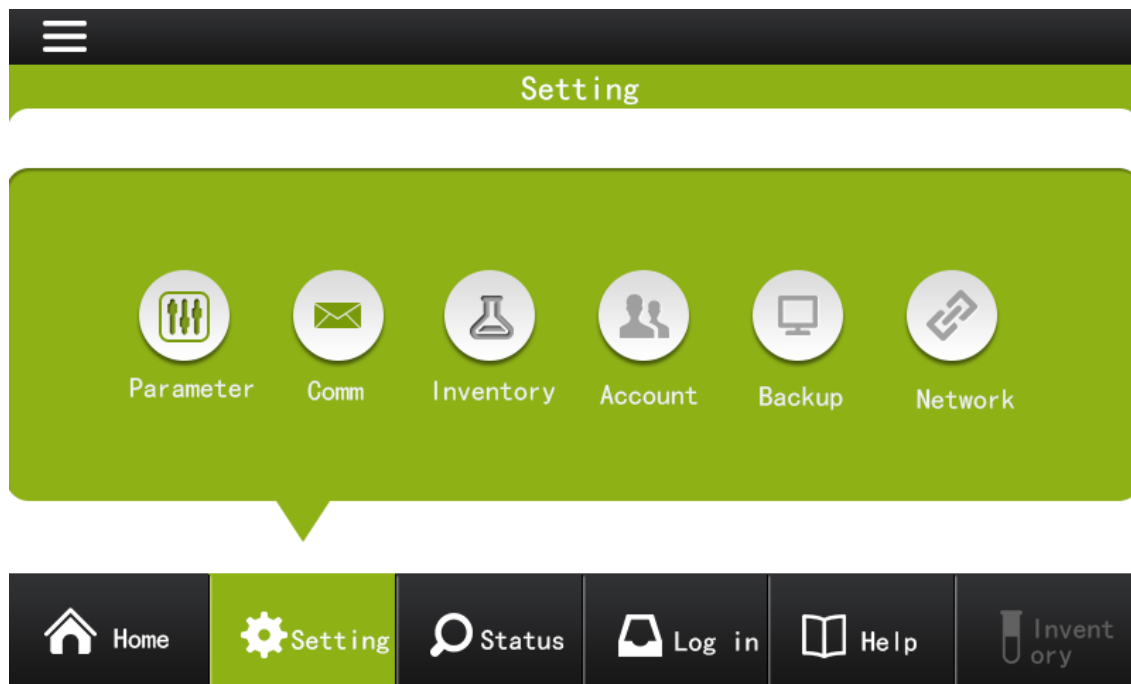 Setting
Parameter
Comm
Inventory
Account
Backup
Network
Home
Setting
Status
Log in
Help
Invent
ory